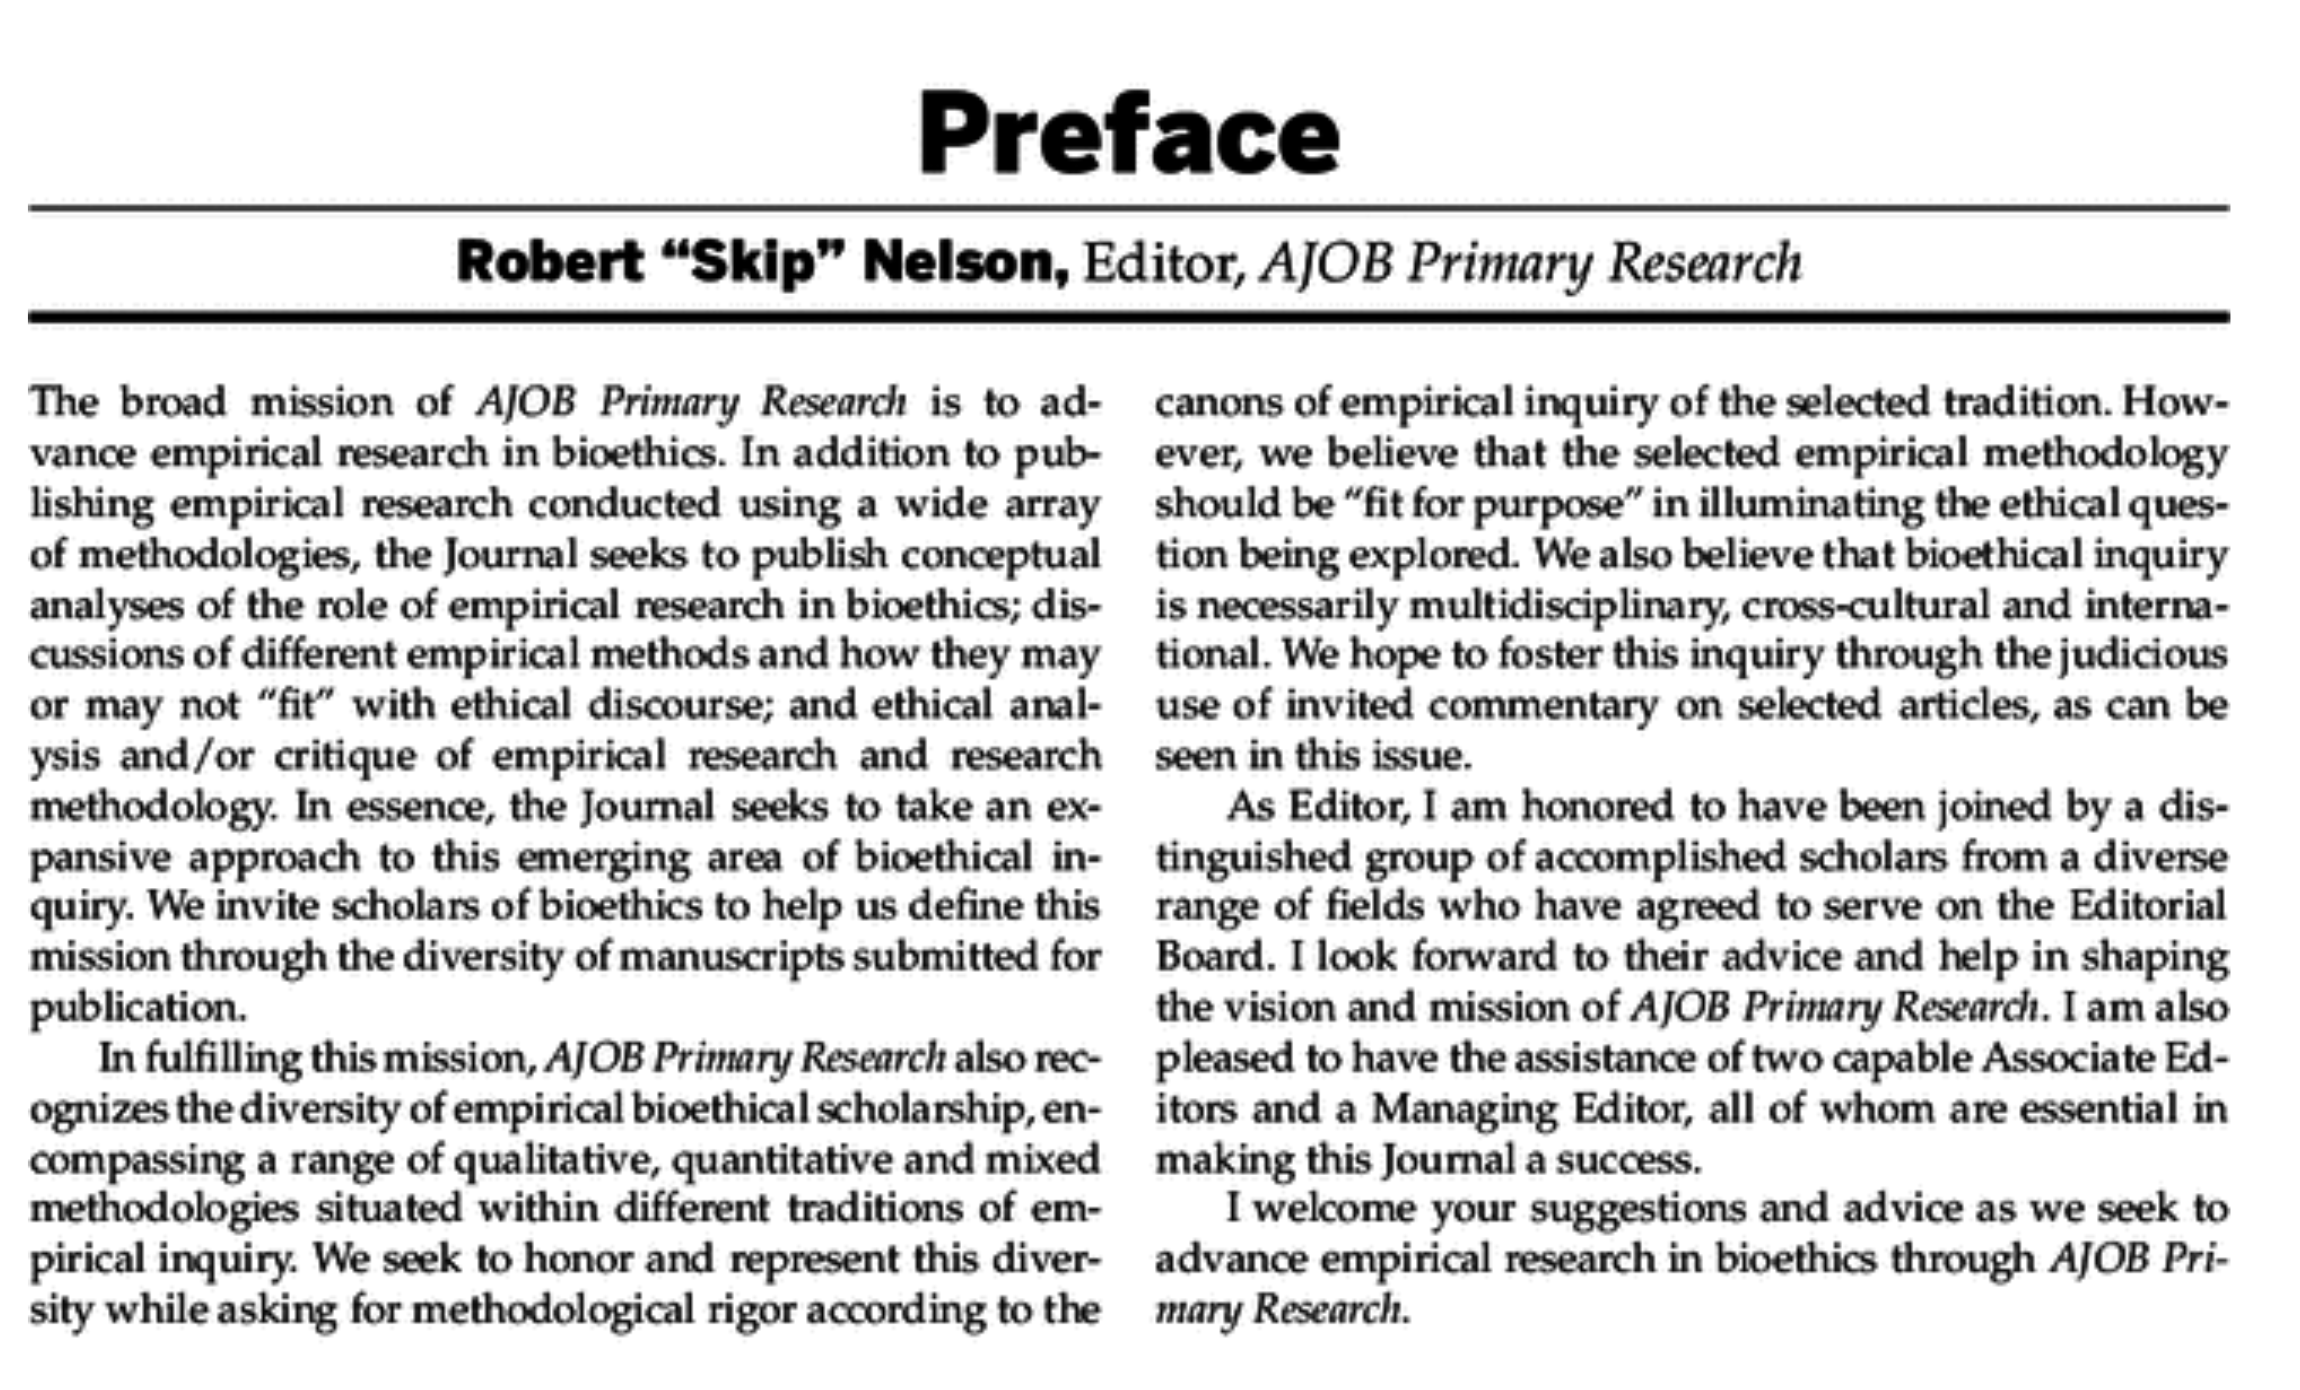 Preface
Robert “Skip” Nelson, Editor, AJOB Primary Research
The broad mission of AJOB Primary Research is to ad-
vance empirical research in bioethics. In addition to pub-
lishing empirical research conducted using a wide array
of methodologies, the Journal seeks to publish conceptual
analyses of the role of empirical research in bioethics; dis-
cussions of different empirical methods and how they may
or may not “fit” with ethical discourse; and ethical anal-
ysis and/or critique of empirical research and research
methodology. In essence, the Journal seeks to take an ex-
pansive approach to this emerging area of bioethical in-
quiry. We invite scholars of bioethics to help us define this
mission through the diversity of manuscripts submitted for
publication.
In fulfilling this mission, AJOB Primary Research also rec-
ognizes the diversity of empirical bioethical scholarship, en-
compassing a range of qualitative, quantitative and mixed
methodologies situated within different traditions of em-
pirical inquiry. We seek to honor and represent this diver-
sity while asking for methodological rigor according to the
canons of empirical inquiry of the selected tradition. How-
ever, we believe that the selected empirical methodology
should be “fit for purpose” in illuminating the ethical ques-
tion being explored. We also believe that bioethical inquiry
is necessarily multidisciplinary, cross-cultural and interna-
tional. We hope to foster this inquiry through the judicious
use of invited commentary on selected articles, as can be
seen in this issue.
As Editor, I am honored to have been joined by a dis-
tinguished group of accomplished scholars from a diverse
range of fields who have agreed to serve on the Editorial
Board. I look forward to their advice and help in shaping
the vision and mission of AJOB Primary Research. I am also
pleased to have the assistance of two capable Associate Ed-
itors and a Managing Editor, all of whom are essential in
making this Journal a success.
I welcome your suggestions and advice as we seek to
advance empirical research in bioethics through AJOB Pri-
mary Research.